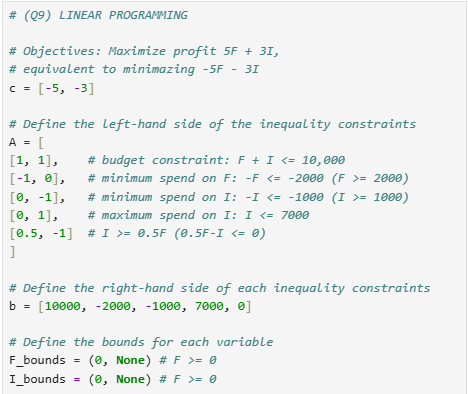 # (Q9) LINEAR PROGRAMMING
# Objectives: Maximize profit 5F + 3I,
# equivalent to minimazing -5F - 3I
c = [-5, -3]
# Define the left-hand side of the inequality constraints
A = [
[1, 1],    # budget constraint: F + I <= 10,000
[-1, 0],    # minimum spend on F: -F <= -2000 (F >= 2000)
[0, -1],    # minimum spend on I: -I <= -1000 (I >= 1000)
[0, 1],    # maximum spend on I: I <= 7000
[0.5, -1]  # I >= 0.5F (0.5F-I <= 0)
]
# Define the right-hand side of each inequality constraints
b = [10000, -2000, -1000, 7000, 0]
# Define the bounds for each variable
F_bounds = (0, None) # F >= 0
I_bounds = (0, None) # F >= 0